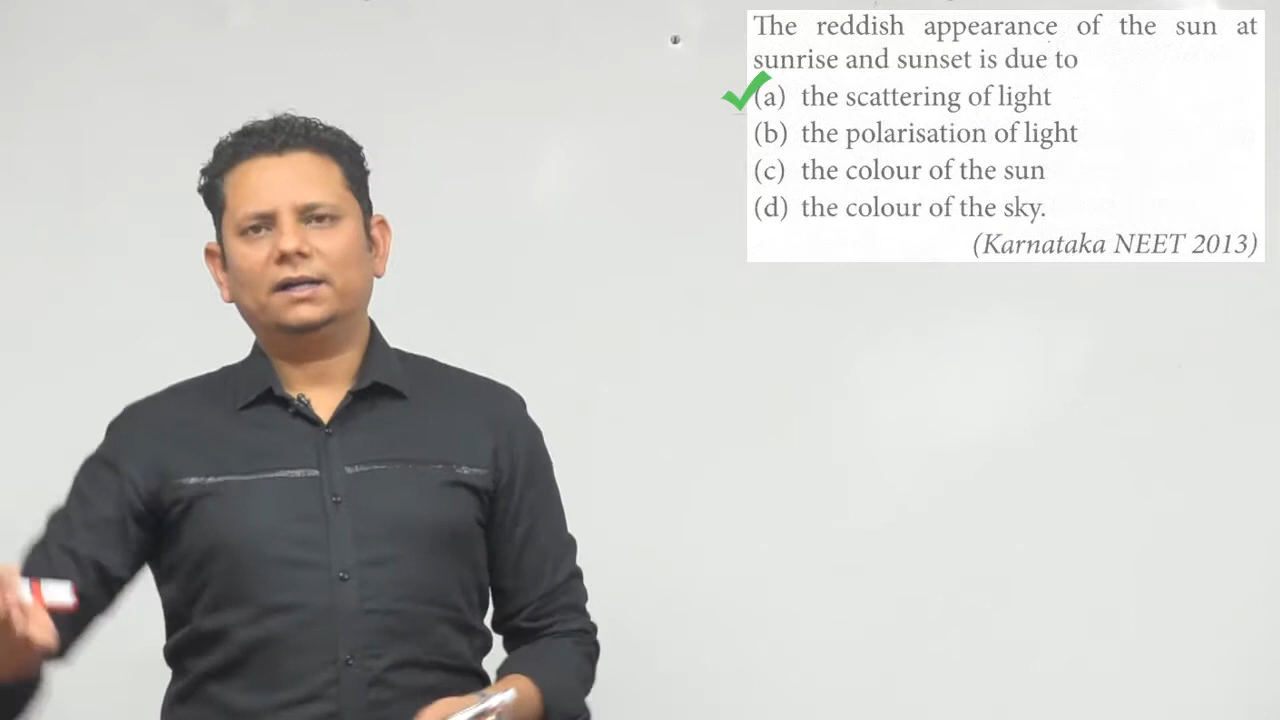 The reddish appearance of the sun at
sunrise and sunset is due to
(a) the scattering of light
(b) the polarisation of light
(c) the colour of the sun
(d) the colour of the sky.
(Karnataka NEET 2013)